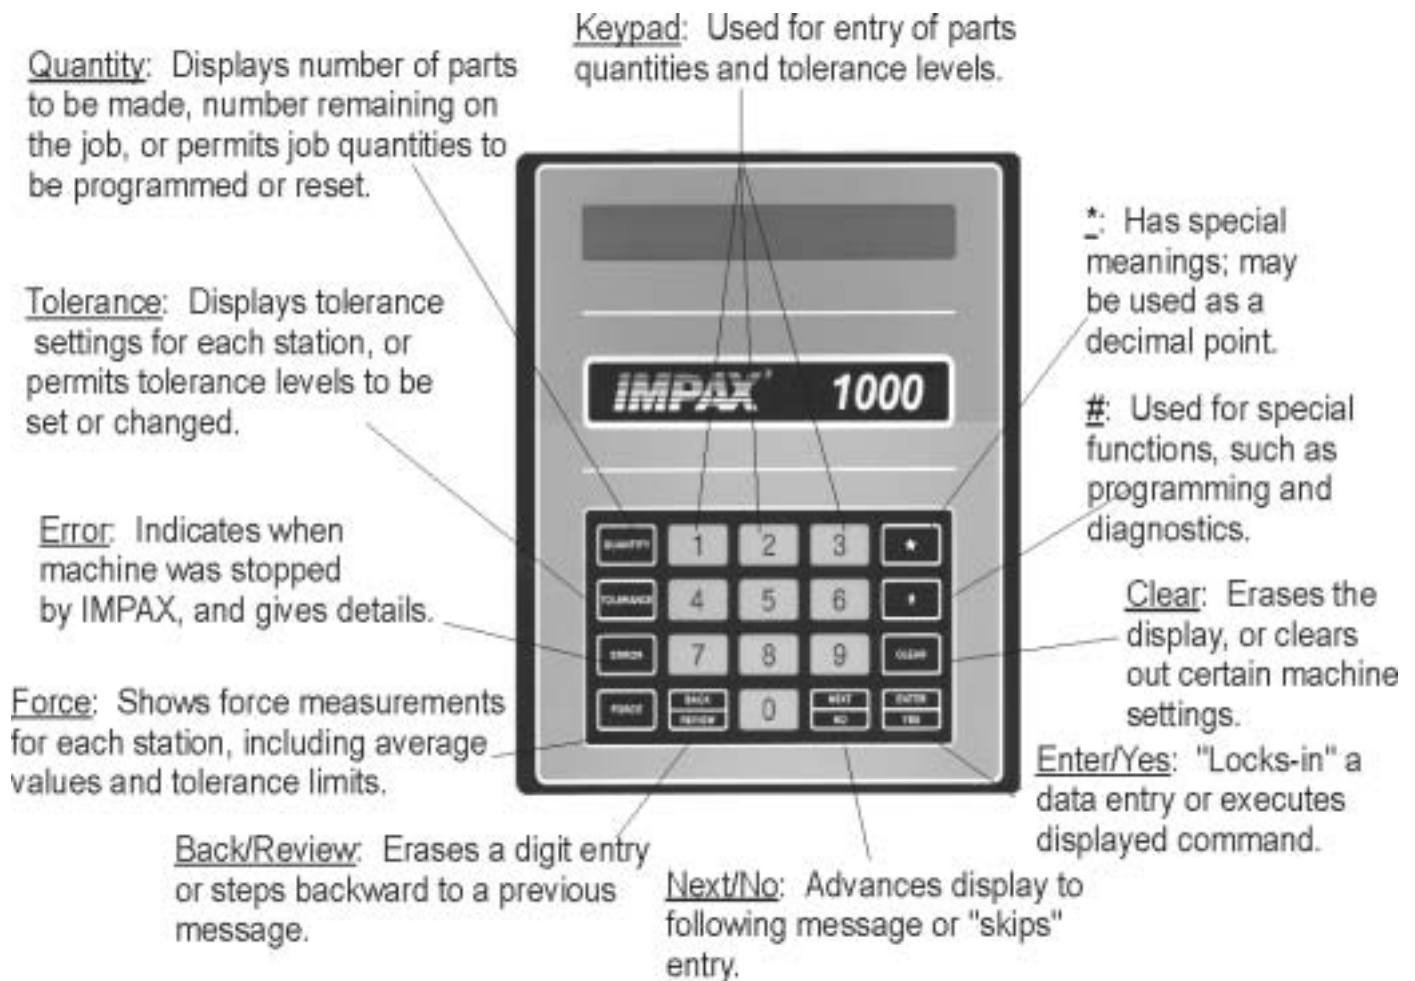 Keypad: Used for entry of parts
quantities and tolerance levels.
Quantity: Displays number of parts
to be made, number remaining on
the job, or permits job quantities to
be programmed or reset.
*: Has special
meanings; may
be used as a
decimal point.
Tolerance: Displays tolerance
settings for each station, or
permits tolerance levels to be
set or changed.
IMPAX 1000
#: Used for special
functions, such as
programming and
diagnostics.
Error: Indicates when
machine was stopped
by IMPAX, and gives details.
QUANTITY 1 2 3 *
TOLERANCE 4 5 6 #
ERROR 7 8 9 CLEAR
FORCE BACK 0 NEXT ENTER
REVIEW NO YES
Clear: Erases the
display, or clears
out certain machine
settings.
Force: Shows force measurements
for each station, including average
values and tolerance limits.
Enter/Yes: "Locks-in" a
data entry or executes
displayed command.
Back/Review: Erases a digit entry
or steps backward to a previous
message.
Next/No: Advances display to
following message or "skips"
entry.